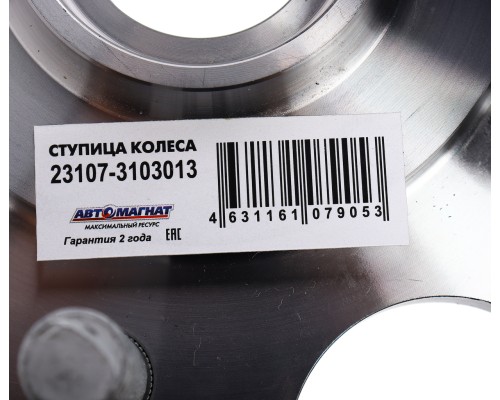 СТУПИЦА КОЛЕСА
23107-3103013
АВТОМАГНАТ
МАКСИМАЛЬНЫЙ РЕСУРС
Гарантия 2 года EAC
4 631161 079053